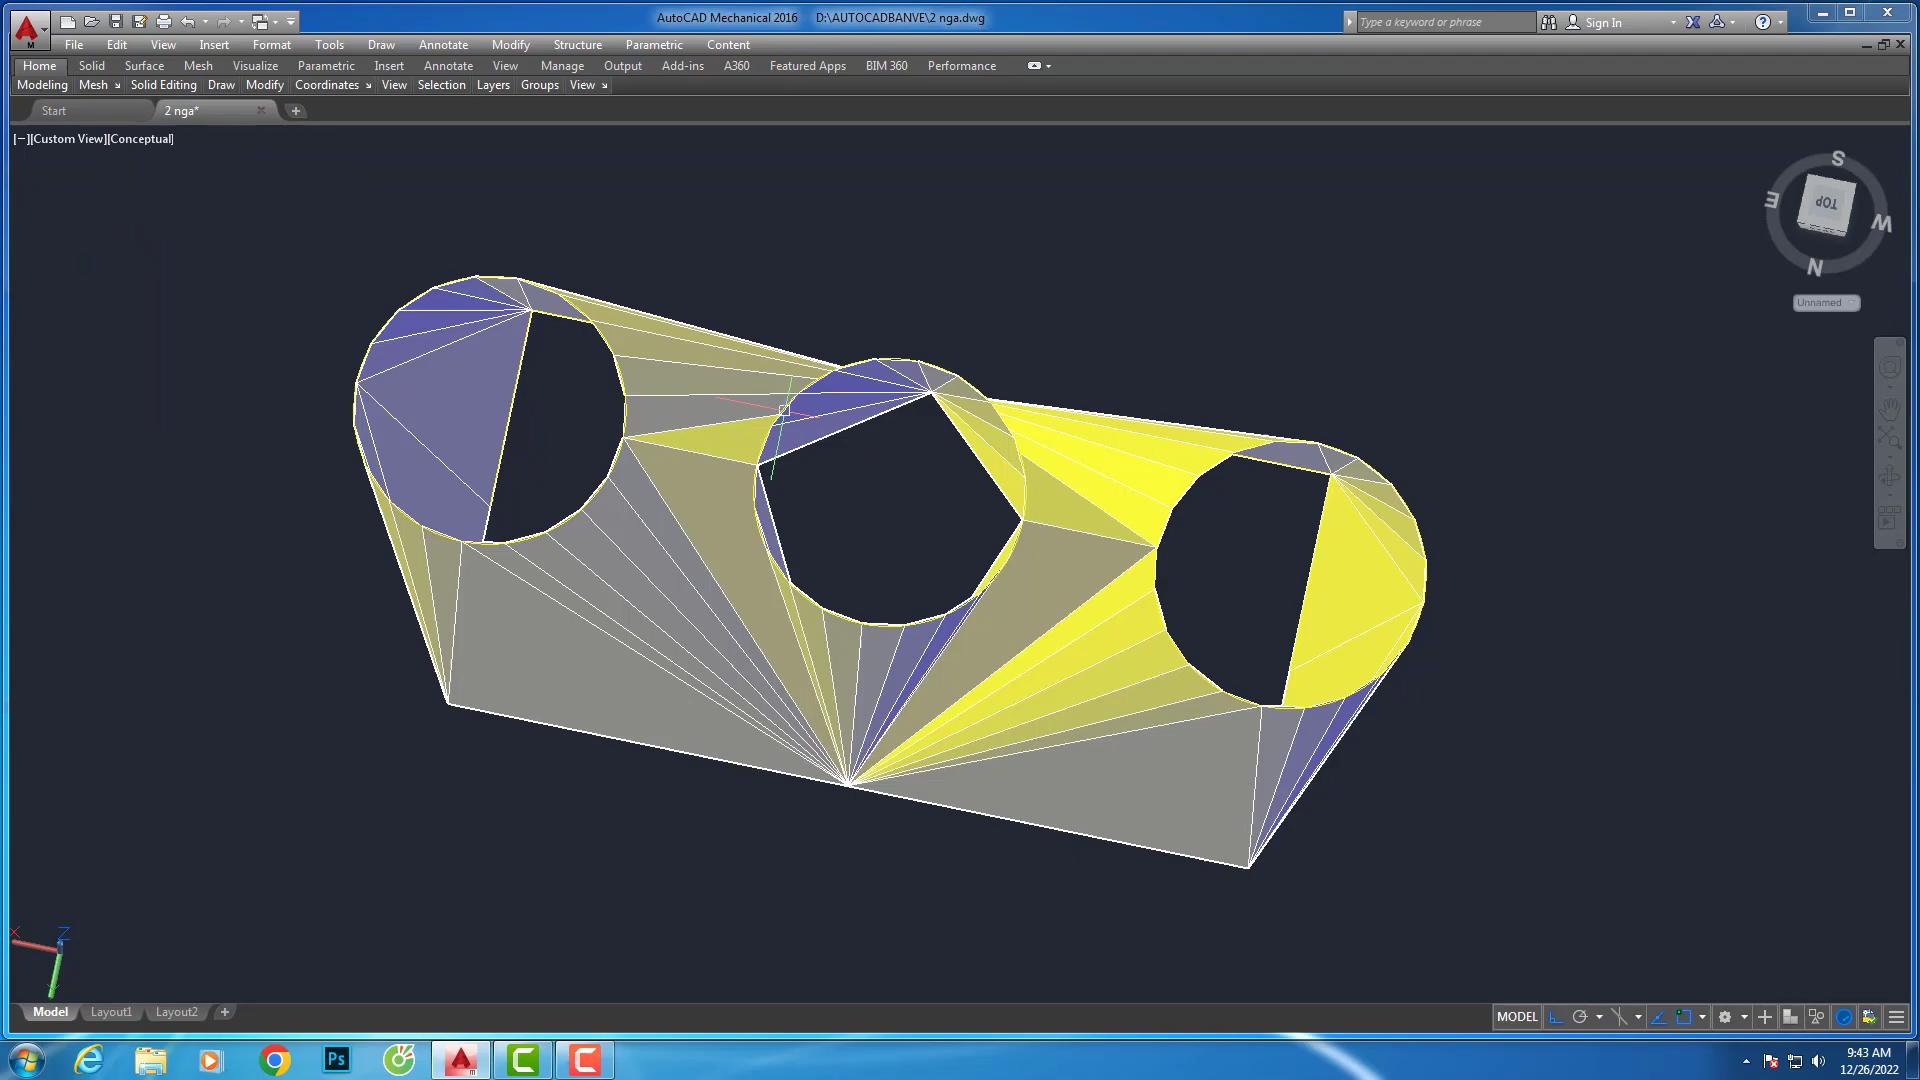 AutoCAD Mechanical 2016 D:\AUTOCADBANVE\2 nga.dwg
Type a keyword or phrase
Sign In
M
File Edit View Insert Format Tools Draw Annotate Modify Structure Parametric Content
Home Solid Surface Mesh Visualize Parametric Insert Annotate View Manage Output Add-ins A360 Featured Apps BIM 360 Performance
Modeling Mesh Solid Editing Draw Modify Coordinates View Selection Layers Groups View
Start 2 nga*
[−][Custom View][Conceptual]
S
E TOP W
N
Unnamed
X Z
Model Layout1 Layout2
MODEL
Ps
9:43 AM
12/26/2022